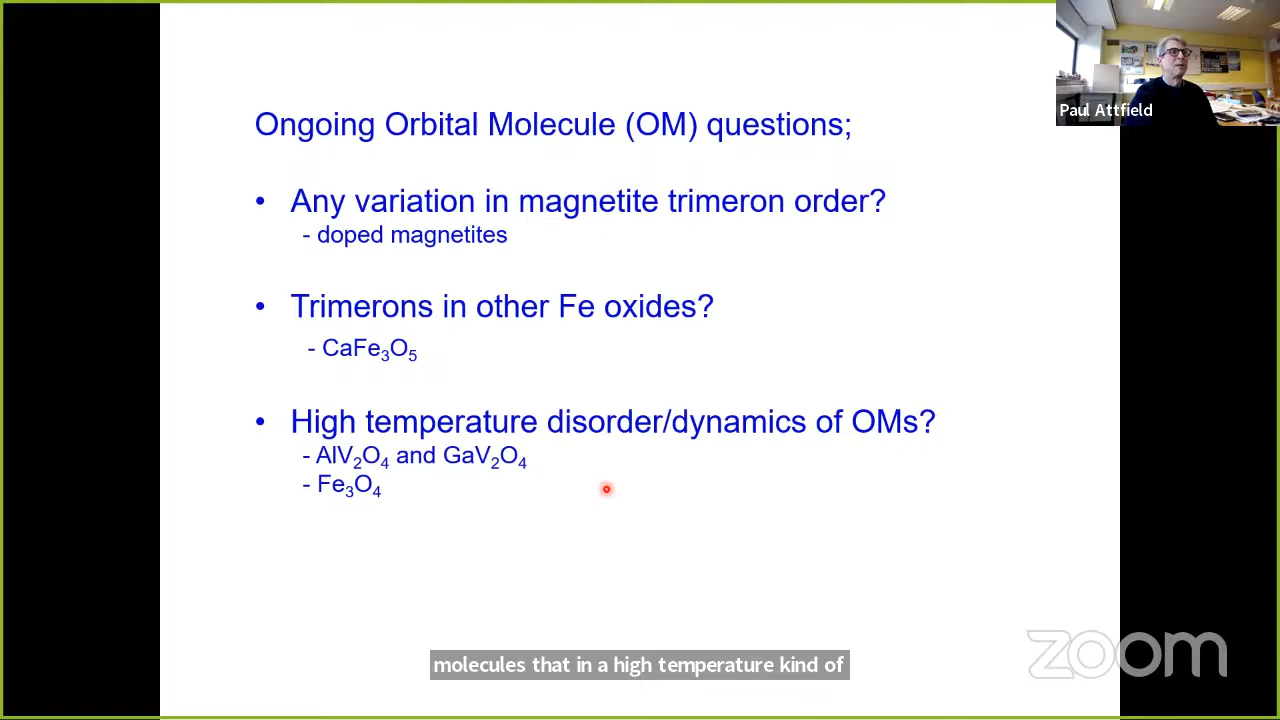 Paul Attfield
Ongoing Orbital Molecule (OM) questions;
• Any variation in magnetite trimeron order?
- doped magnetites
• Trimerons in other Fe oxides?
- CaFe₃O₅
• High temperature disorder/dynamics of OMs?
- AlV₂O₄ and GaV₂O₄
- Fe₃O₄
molecules that in a high temperature kind of
zoom